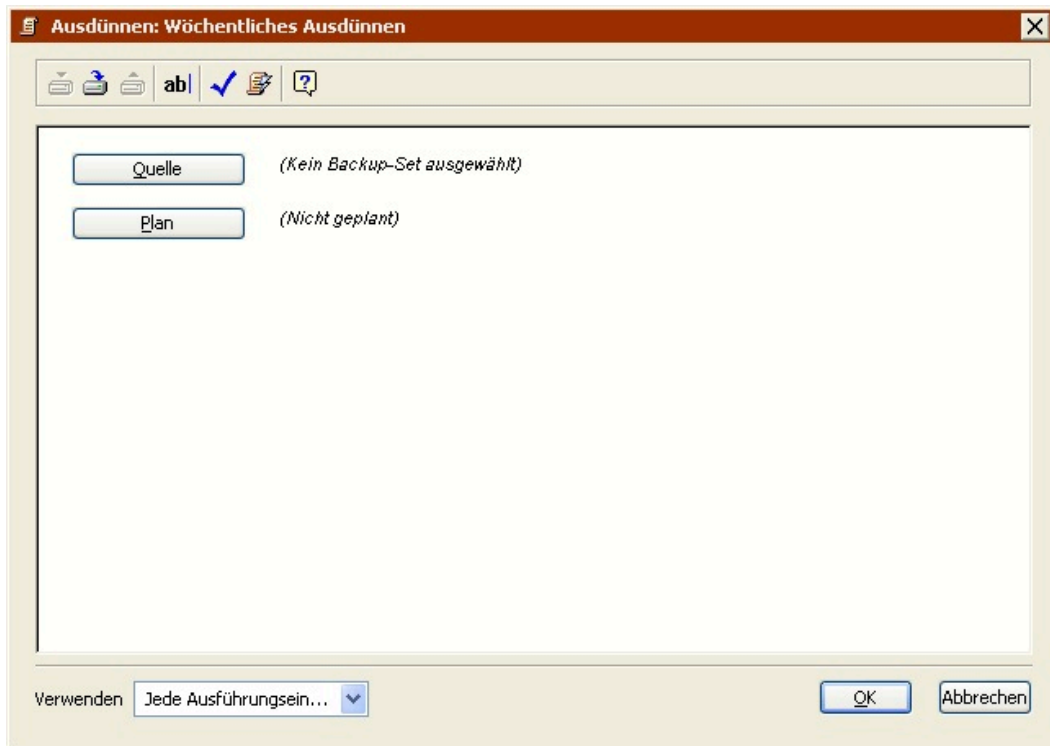 Ausdünnen: Wöchentliches Ausdünnen
ab|
Quelle (Kein Backup-Set ausgewählt)
Plan (Nicht geplant)
Verwenden Jede Ausführungsein... OK Abbrechen